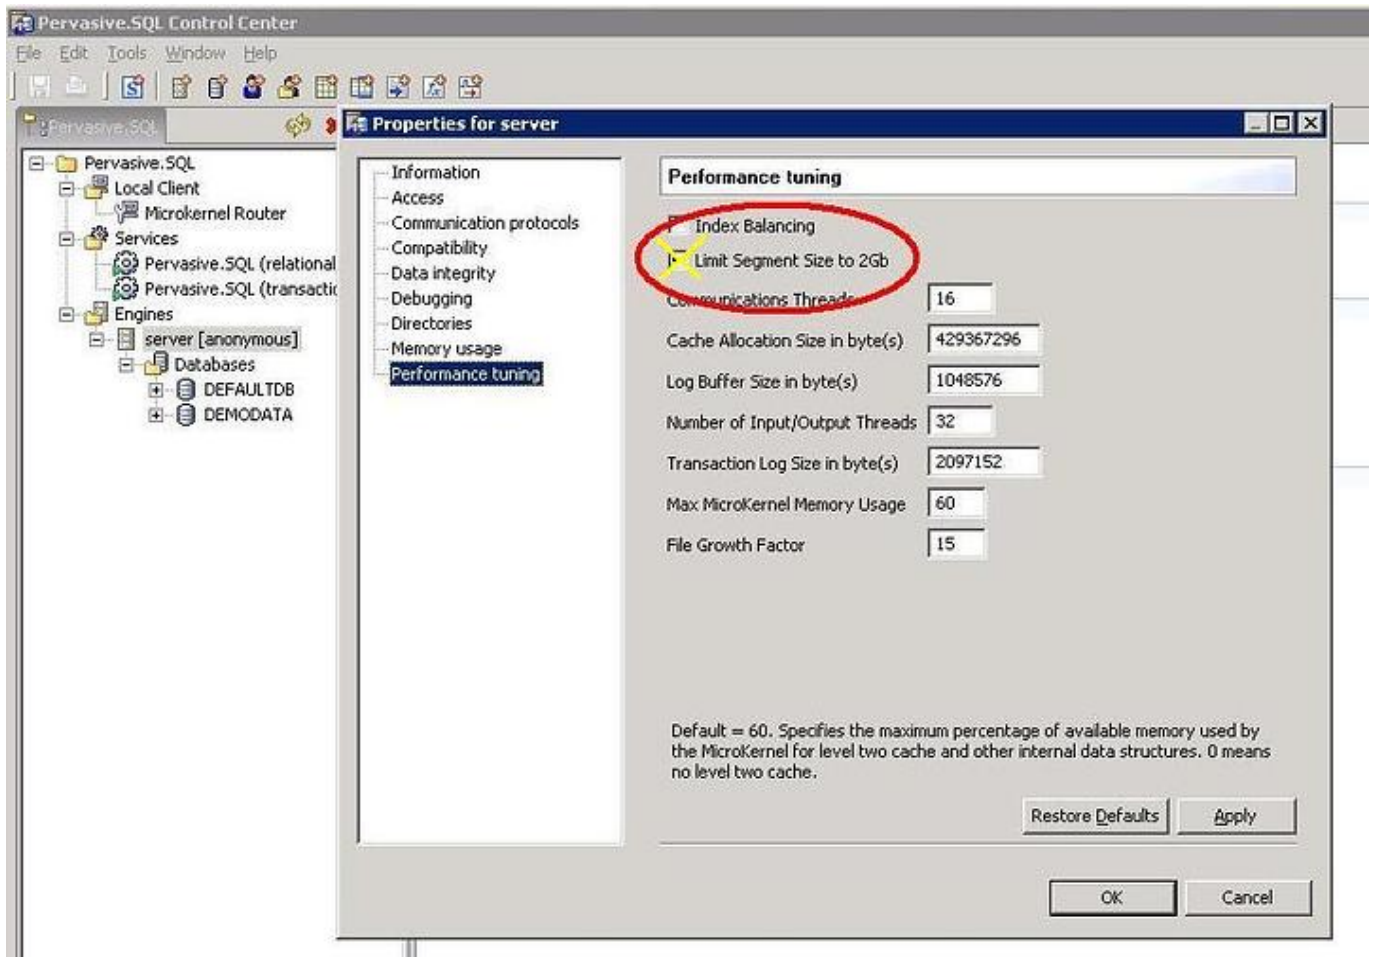 Pervasive.SQL Control Center
File Edit Tools Window Help
Pervasive.SQL
Pervasive.SQL
Local Client
Microkernel Router
Services
Pervasive.SQL (relational
Pervasive.SQL (transactic
Engines
server [anonymous]
Databases
DEFAULTDB
DEMODATA
Properties for server
Information
Access
Communication protocols
Compatibility
Data integrity
Debugging
Directories
Memory usage
Performance tuning
Performance tuning
Index Balancing
Limit Segment Size to 2Gb
Communications Threads 16
Cache Allocation Size in byte(s) 429367296
Log Buffer Size in byte(s) 1048576
Number of Input/Output Threads 32
Transaction Log Size in byte(s) 2097152
Max MicroKernel Memory Usage 60
File Growth Factor 15
Default = 60. Specifies the maximum percentage of available memory used by
the MicroKernel for level two cache and other internal data structures. 0 means
no level two cache.
Restore Defaults Apply
OK Cancel